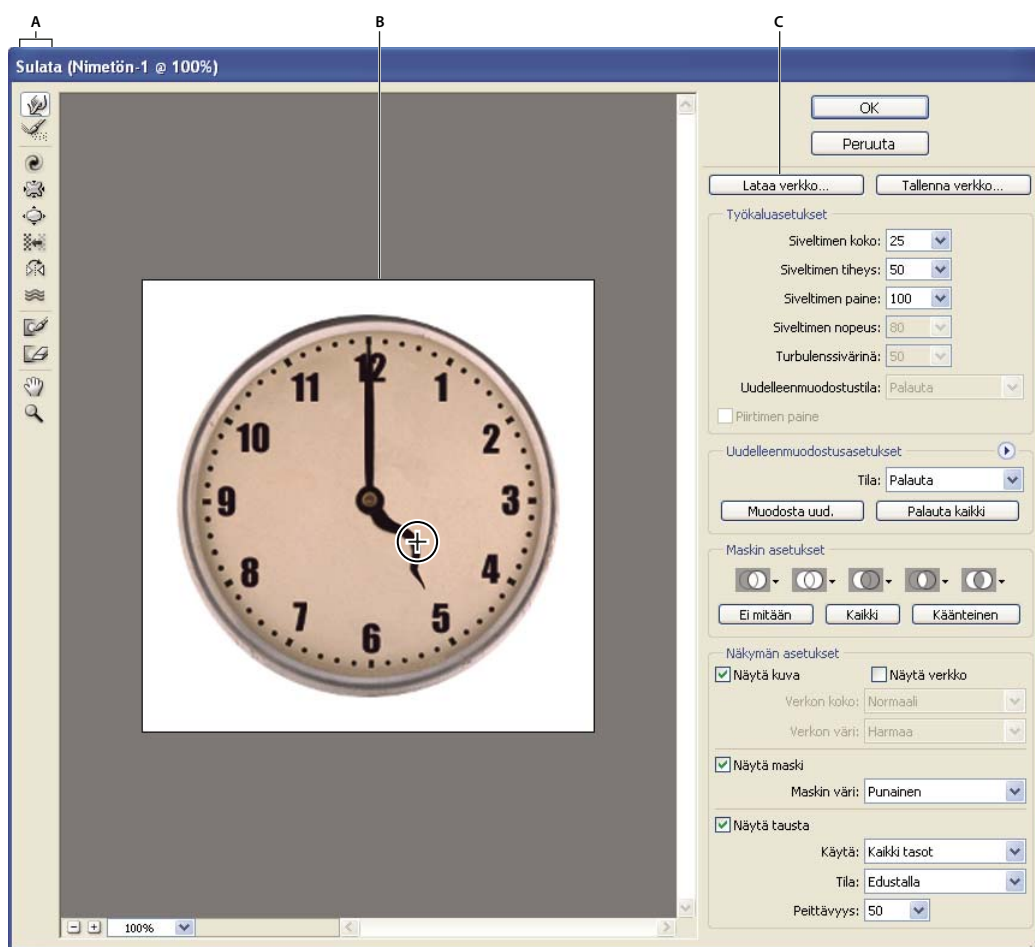 A
B
C
Sulata (Nimetön-1 @ 100%)
OK
Peruuta
Lataa verkko...
Tallenna verkko...
Työkaluasetukset
Siveltimen koko: 25
Siveltimen tiheys: 50
Siveltimen paine: 100
Siveltimen nopeus: 80
Turbulenssivärinä: 50
Uudelleenmuodostustila: Palauta
Piirtimen paine
Uudelleenmuodostusasetukset
Tila: Palauta
Muodosta uud.
Palauta kaikki
Maskin asetukset
Ei mitään
Kaikki
Käänteinen
Näkymän asetukset
Näytä kuva
Näytä verkko
Verkon koko: Normaali
Verkon väri: Harmaa
Näytä maski
Maskin väri: Punainen
Näytä tausta
Käytä: Kaikki tasot
Tila: Edustalla
Peittävyys: 50
12
1
2
3
4
5
6
7
8
9
10
11
100%